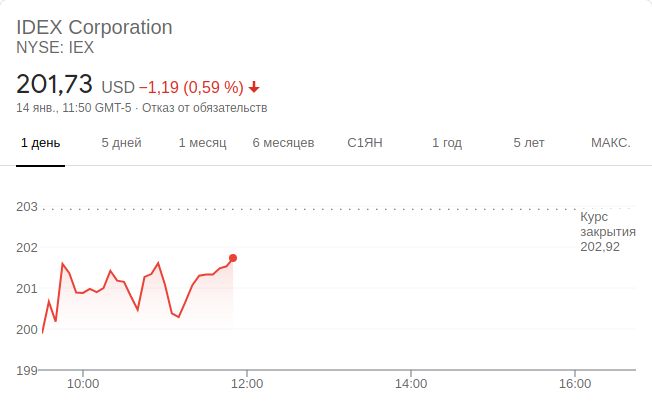 IDEX Corporation
NYSE: IEX
201,73 USD −1,19 (0,59 %)
14 янв., 11:50 GMT-5 · Отказ от обязательств
1 день 5 дней 1 месяц 6 месяцев С1ЯН 1 год 5 лет МАКС.
203
Курс
закрытия
202,92
202
201
200
199
10:00 12:00 14:00 16:00